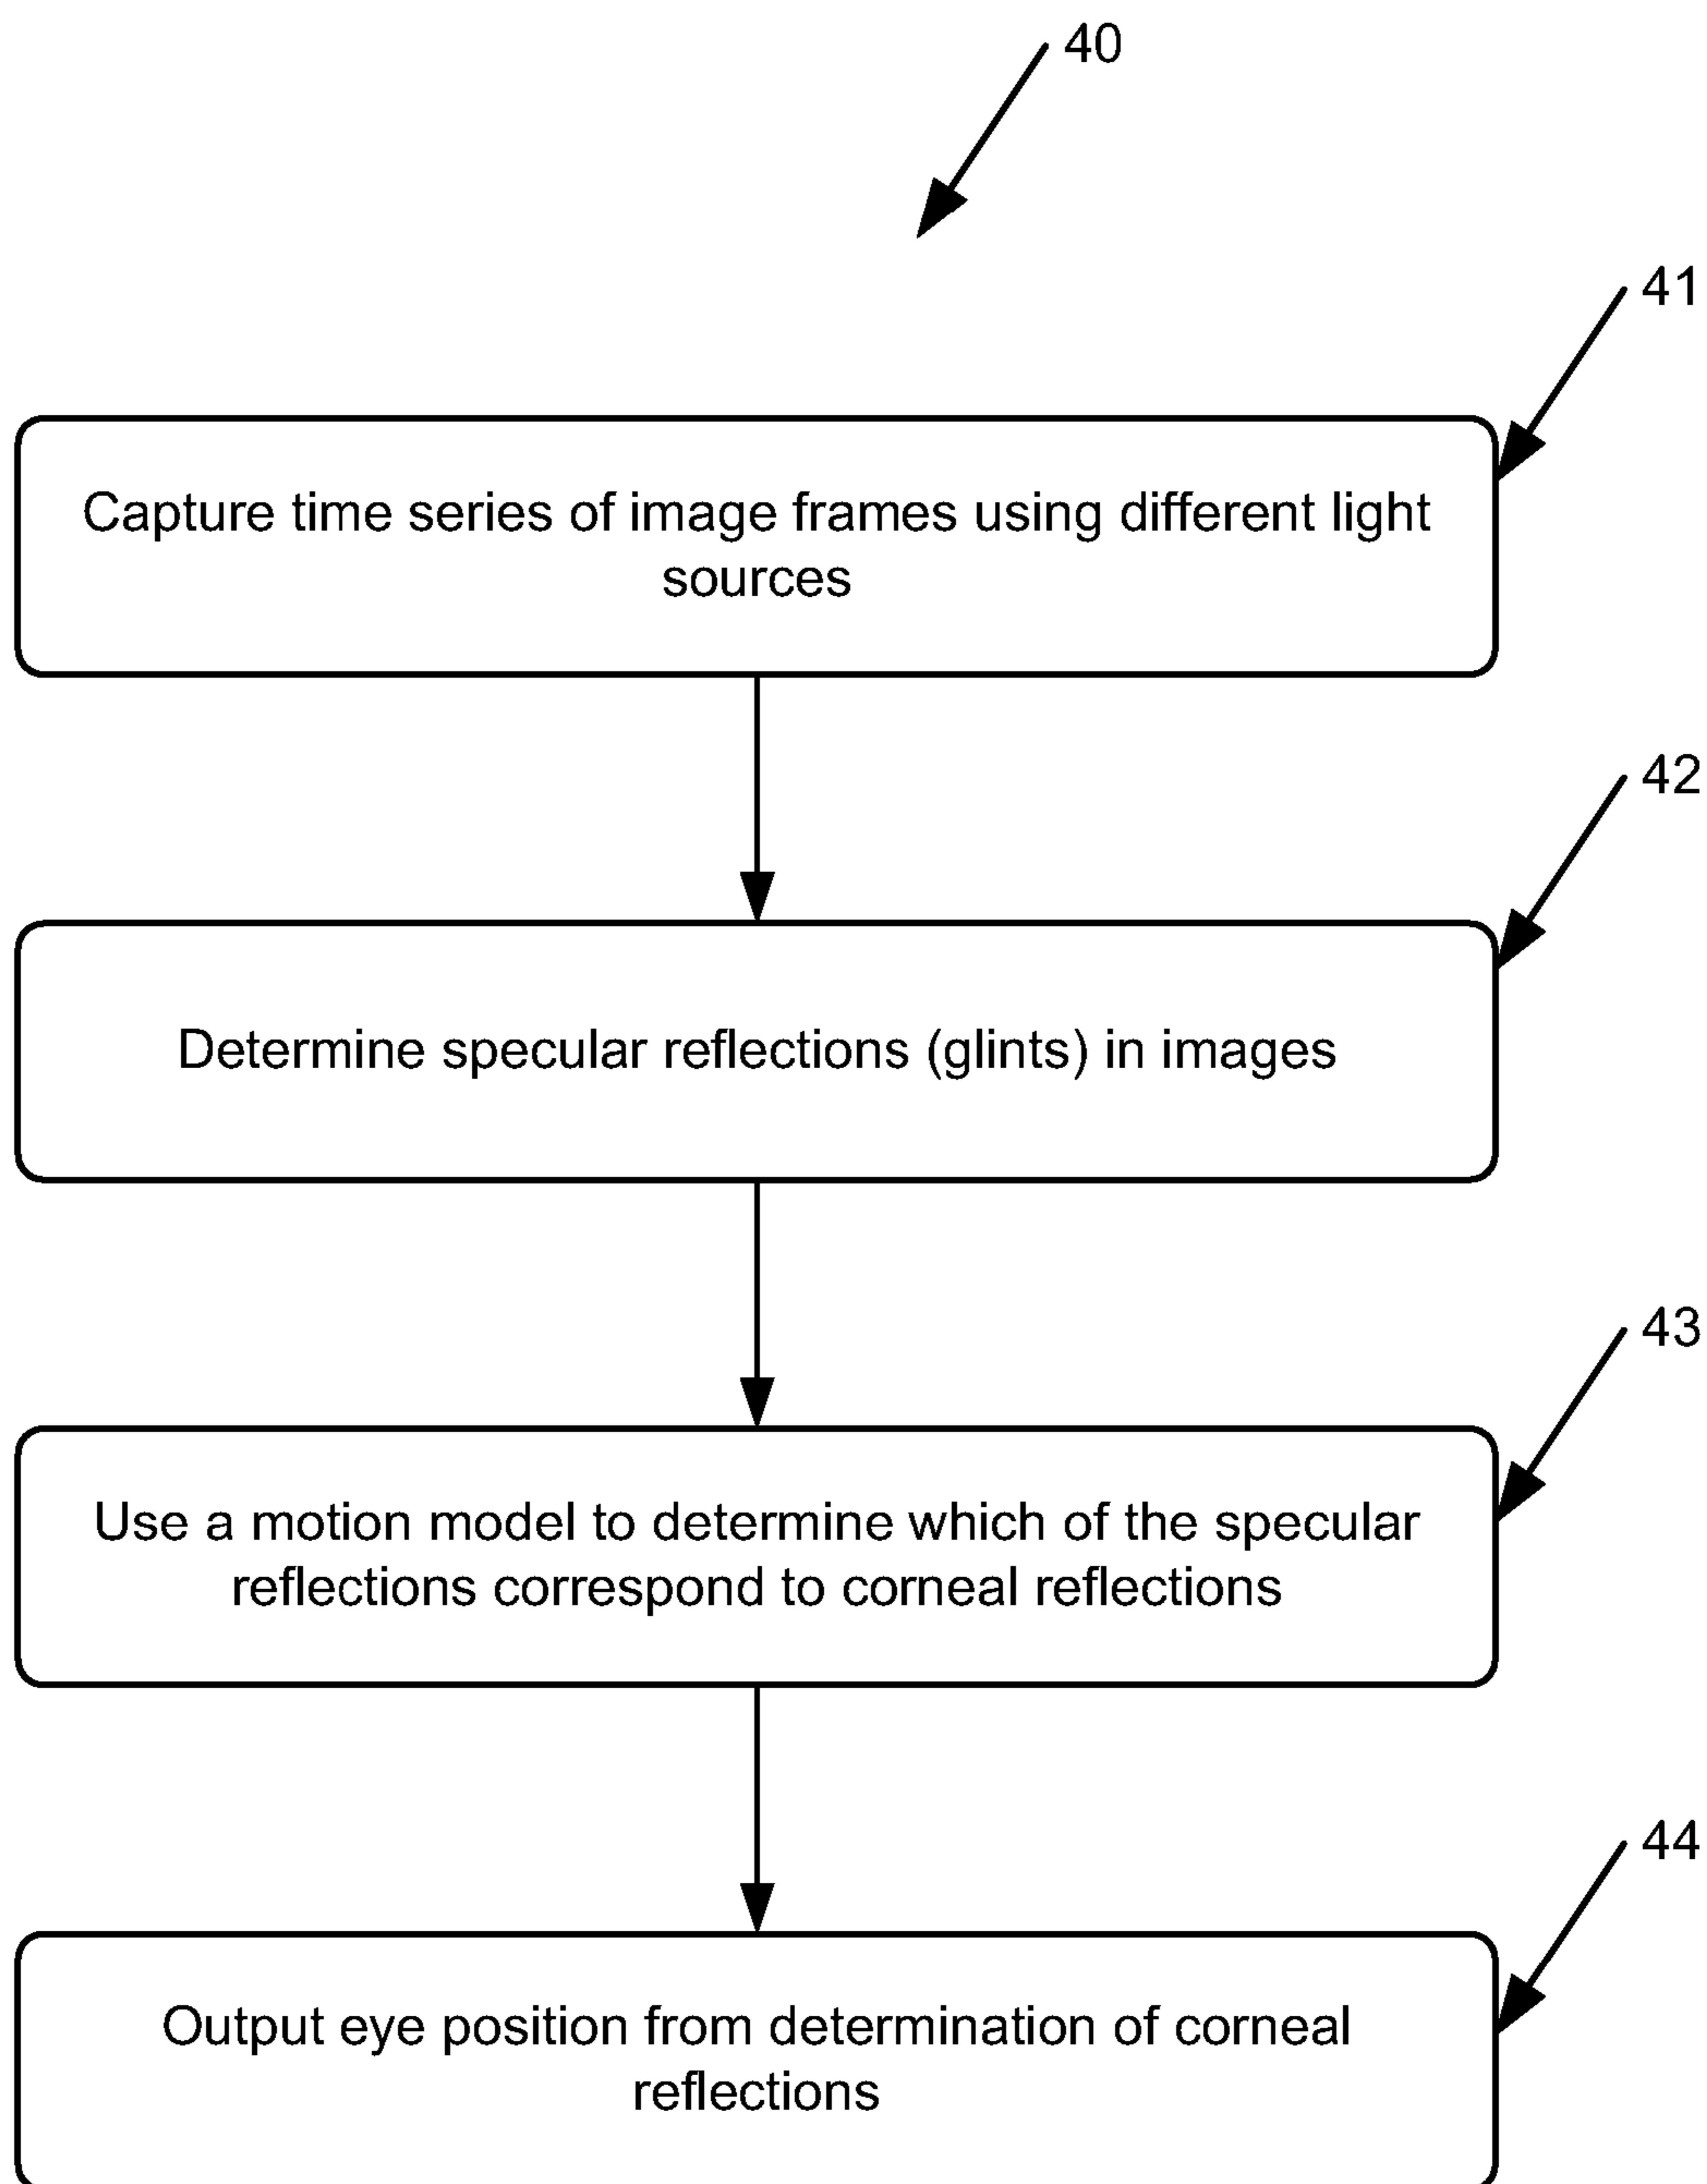 40
41
Capture time series of image frames using different light
sources
42
Determine specular reflections (glints) in images
43
Use a motion model to determine which of the specular
reflections correspond to corneal reflections
44
Output eye position from determination of corneal
reflections